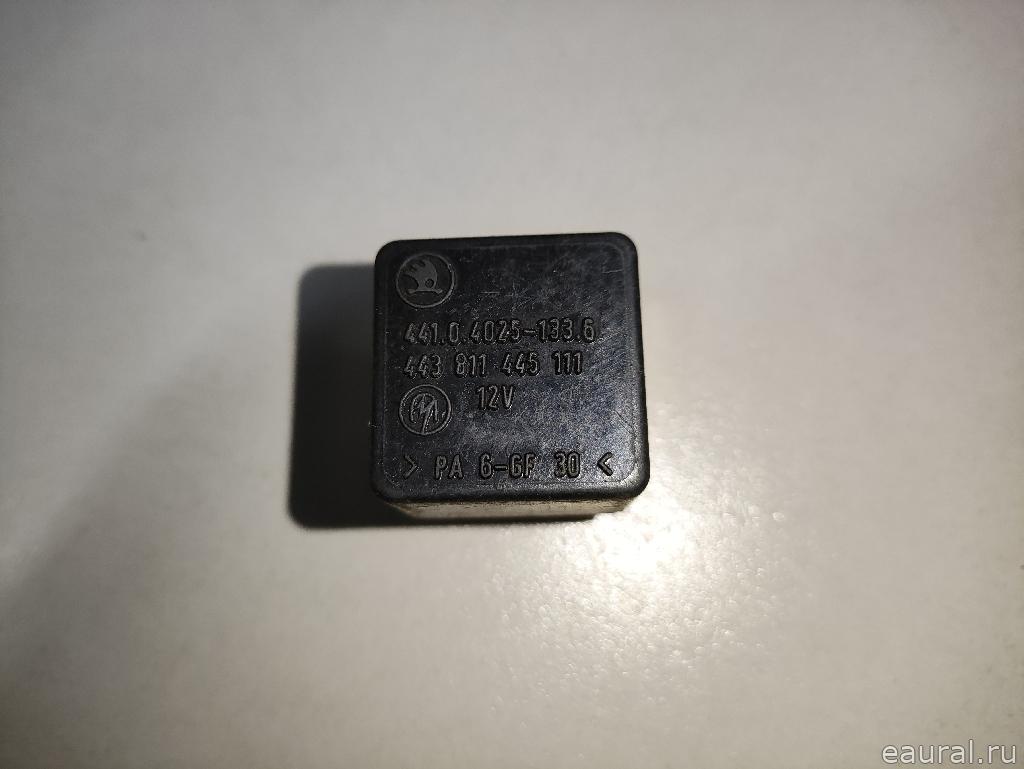 441.0.4025-133.6
443 811 445 111
12V
> PA 6-GF 30 <
eaural.ru